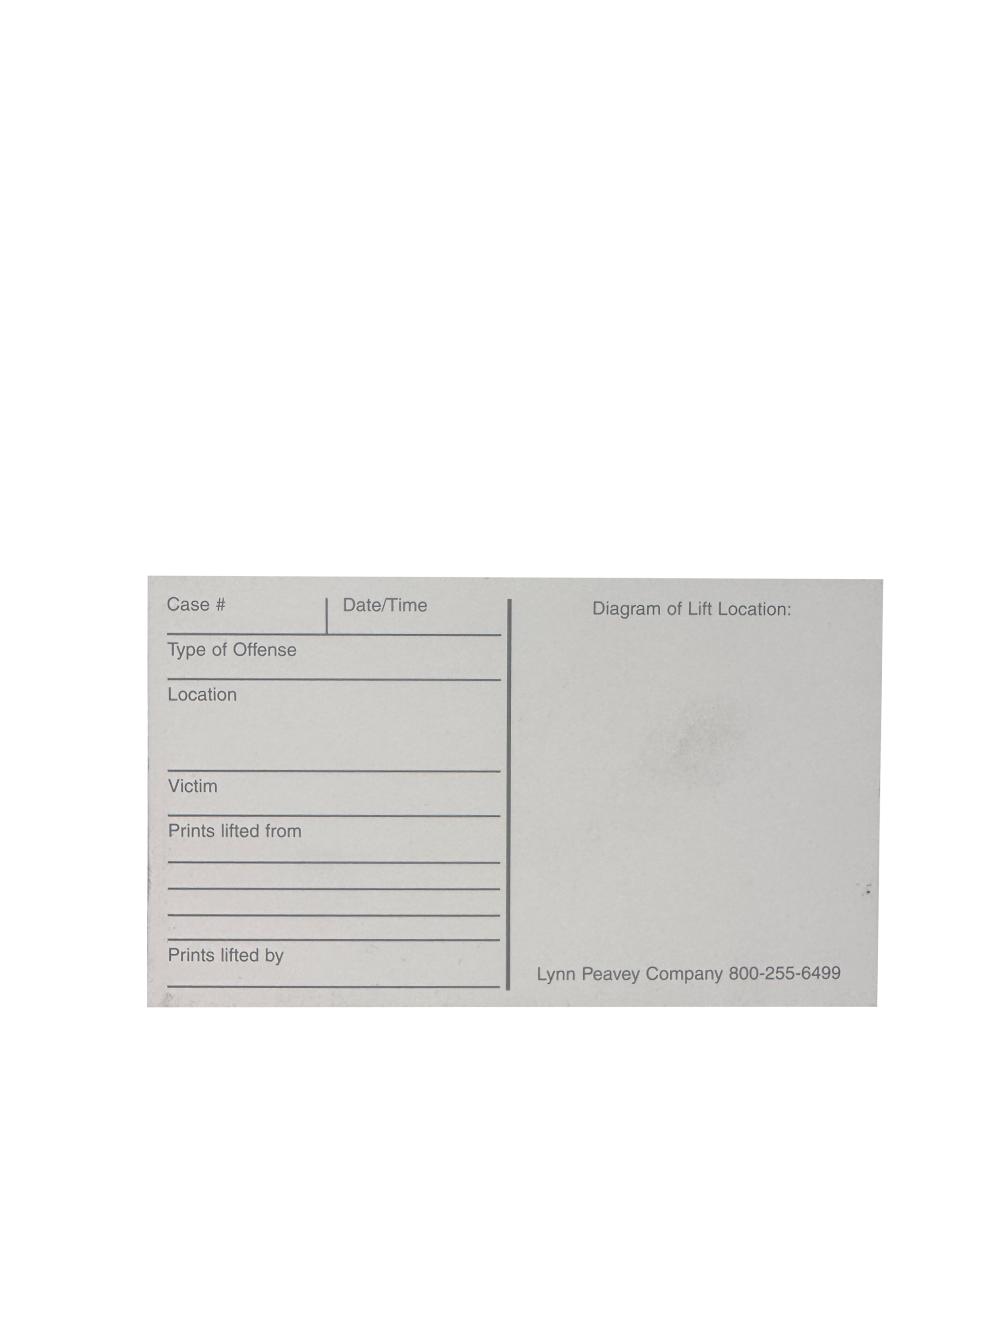 Case #
Date/Time
Type of Offense
Location
Victim
Prints lifted from
Prints lifted by
Diagram of Lift Location:
Lynn Peavey Company 800-255-6499